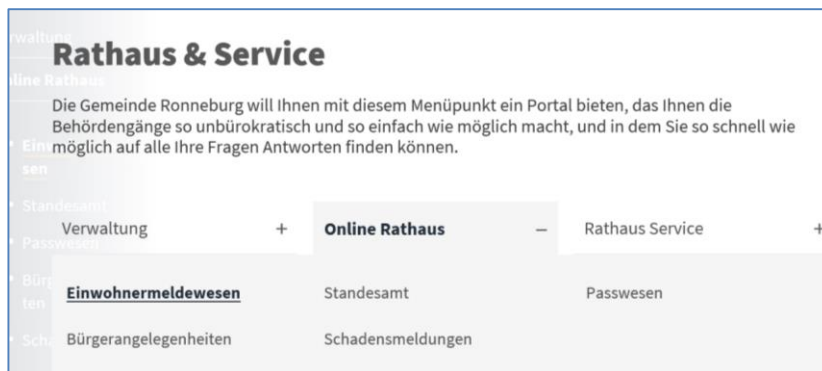 Rathaus & Service
Die Gemeinde Ronneburg will Ihnen mit diesem Menüpunkt ein Portal bieten, das Ihnen die
Behördengänge so unbürokratisch und so einfach wie möglich macht, und in dem Sie so schnell wie
möglich auf alle Ihre Fragen Antworten finden können.
Verwaltung +
Online Rathaus –
Rathaus Service +
Einwohnermeldewesen
Standesamt
Passwesen
Bürgerangelegenheiten
Schadensmeldungen